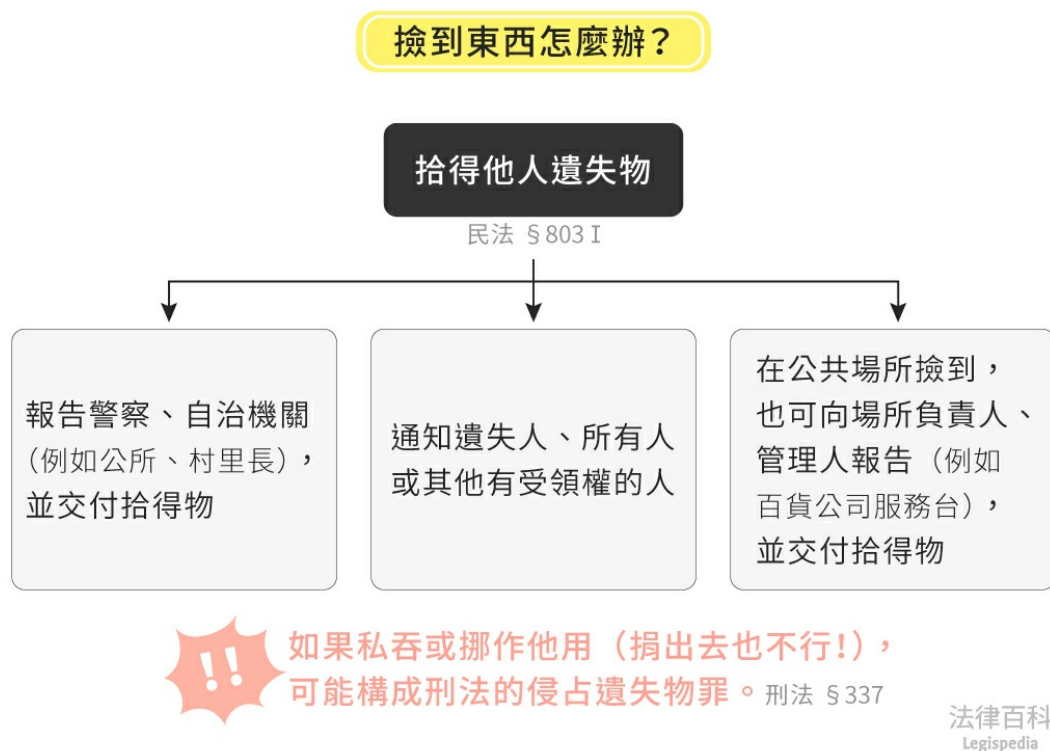 撿到東西怎麼辦？
拾得他人遺失物
民法 §803 I
報告警察、自治機關
（例如公所、村里長），
並交付拾得物
通知遺失人、所有人
或其他有受領權的人
在公共場所撿到，
也可向場所負責人、
管理人報告（例如
百貨公司服務台），
並交付拾得物
!!
如果私吞或挪作他用（捐出去也不行！），
可能構成刑法的侵占遺失物罪。刑法 §337
法律百科
Legispedia